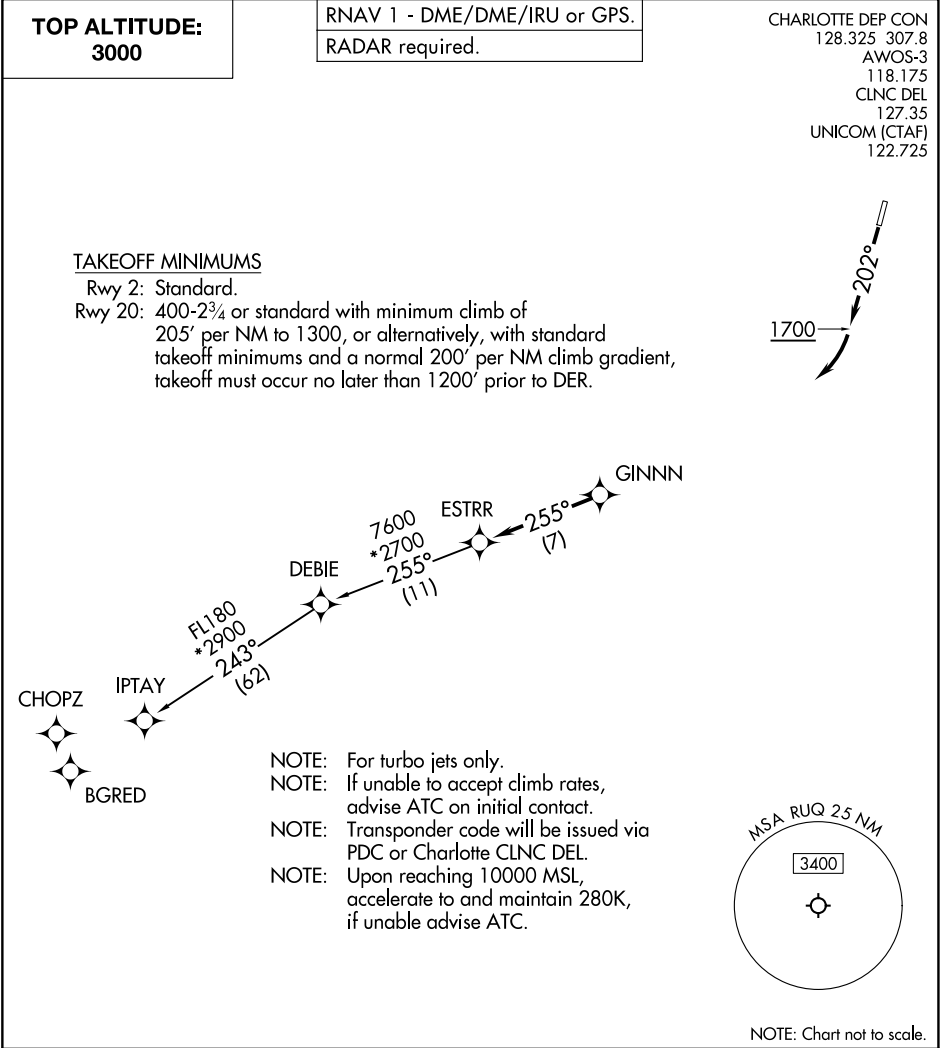 TOP ALTITUDE:
3000
RNAV 1 - DME/DME/IRU or GPS.
RADAR required.
CHARLOTTE DEP CON
128.325 307.8
AWOS-3
118.175
CLNC DEL
127.35
UNICOM (CTAF)
122.725
202°
1700
TAKEOFF MINIMUMS
Rwy 2: Standard.
Rwy 20: 400-2¾ or standard with minimum climb of
205' per NM to 1300, or alternatively, with standard
takeoff minimums and a normal 200' per NM climb gradient,
takeoff must occur no later than 1200' prior to DER.
GINNN
255°
(7)
ESTRR
7600
*2700
255°
(11)
DEBIE
FL180
*2900
243°
(62)
IPTAY
CHOPZ
BGRED
NOTE: For turbo jets only.
NOTE: If unable to accept climb rates,
advise ATC on initial contact.
NOTE: Transponder code will be issued via
PDC or Charlotte CLNC DEL.
NOTE: Upon reaching 10000 MSL,
accelerate to and maintain 280K,
if unable advise ATC.
MSA RUQ 25 NM
3400
NOTE: Chart not to scale.